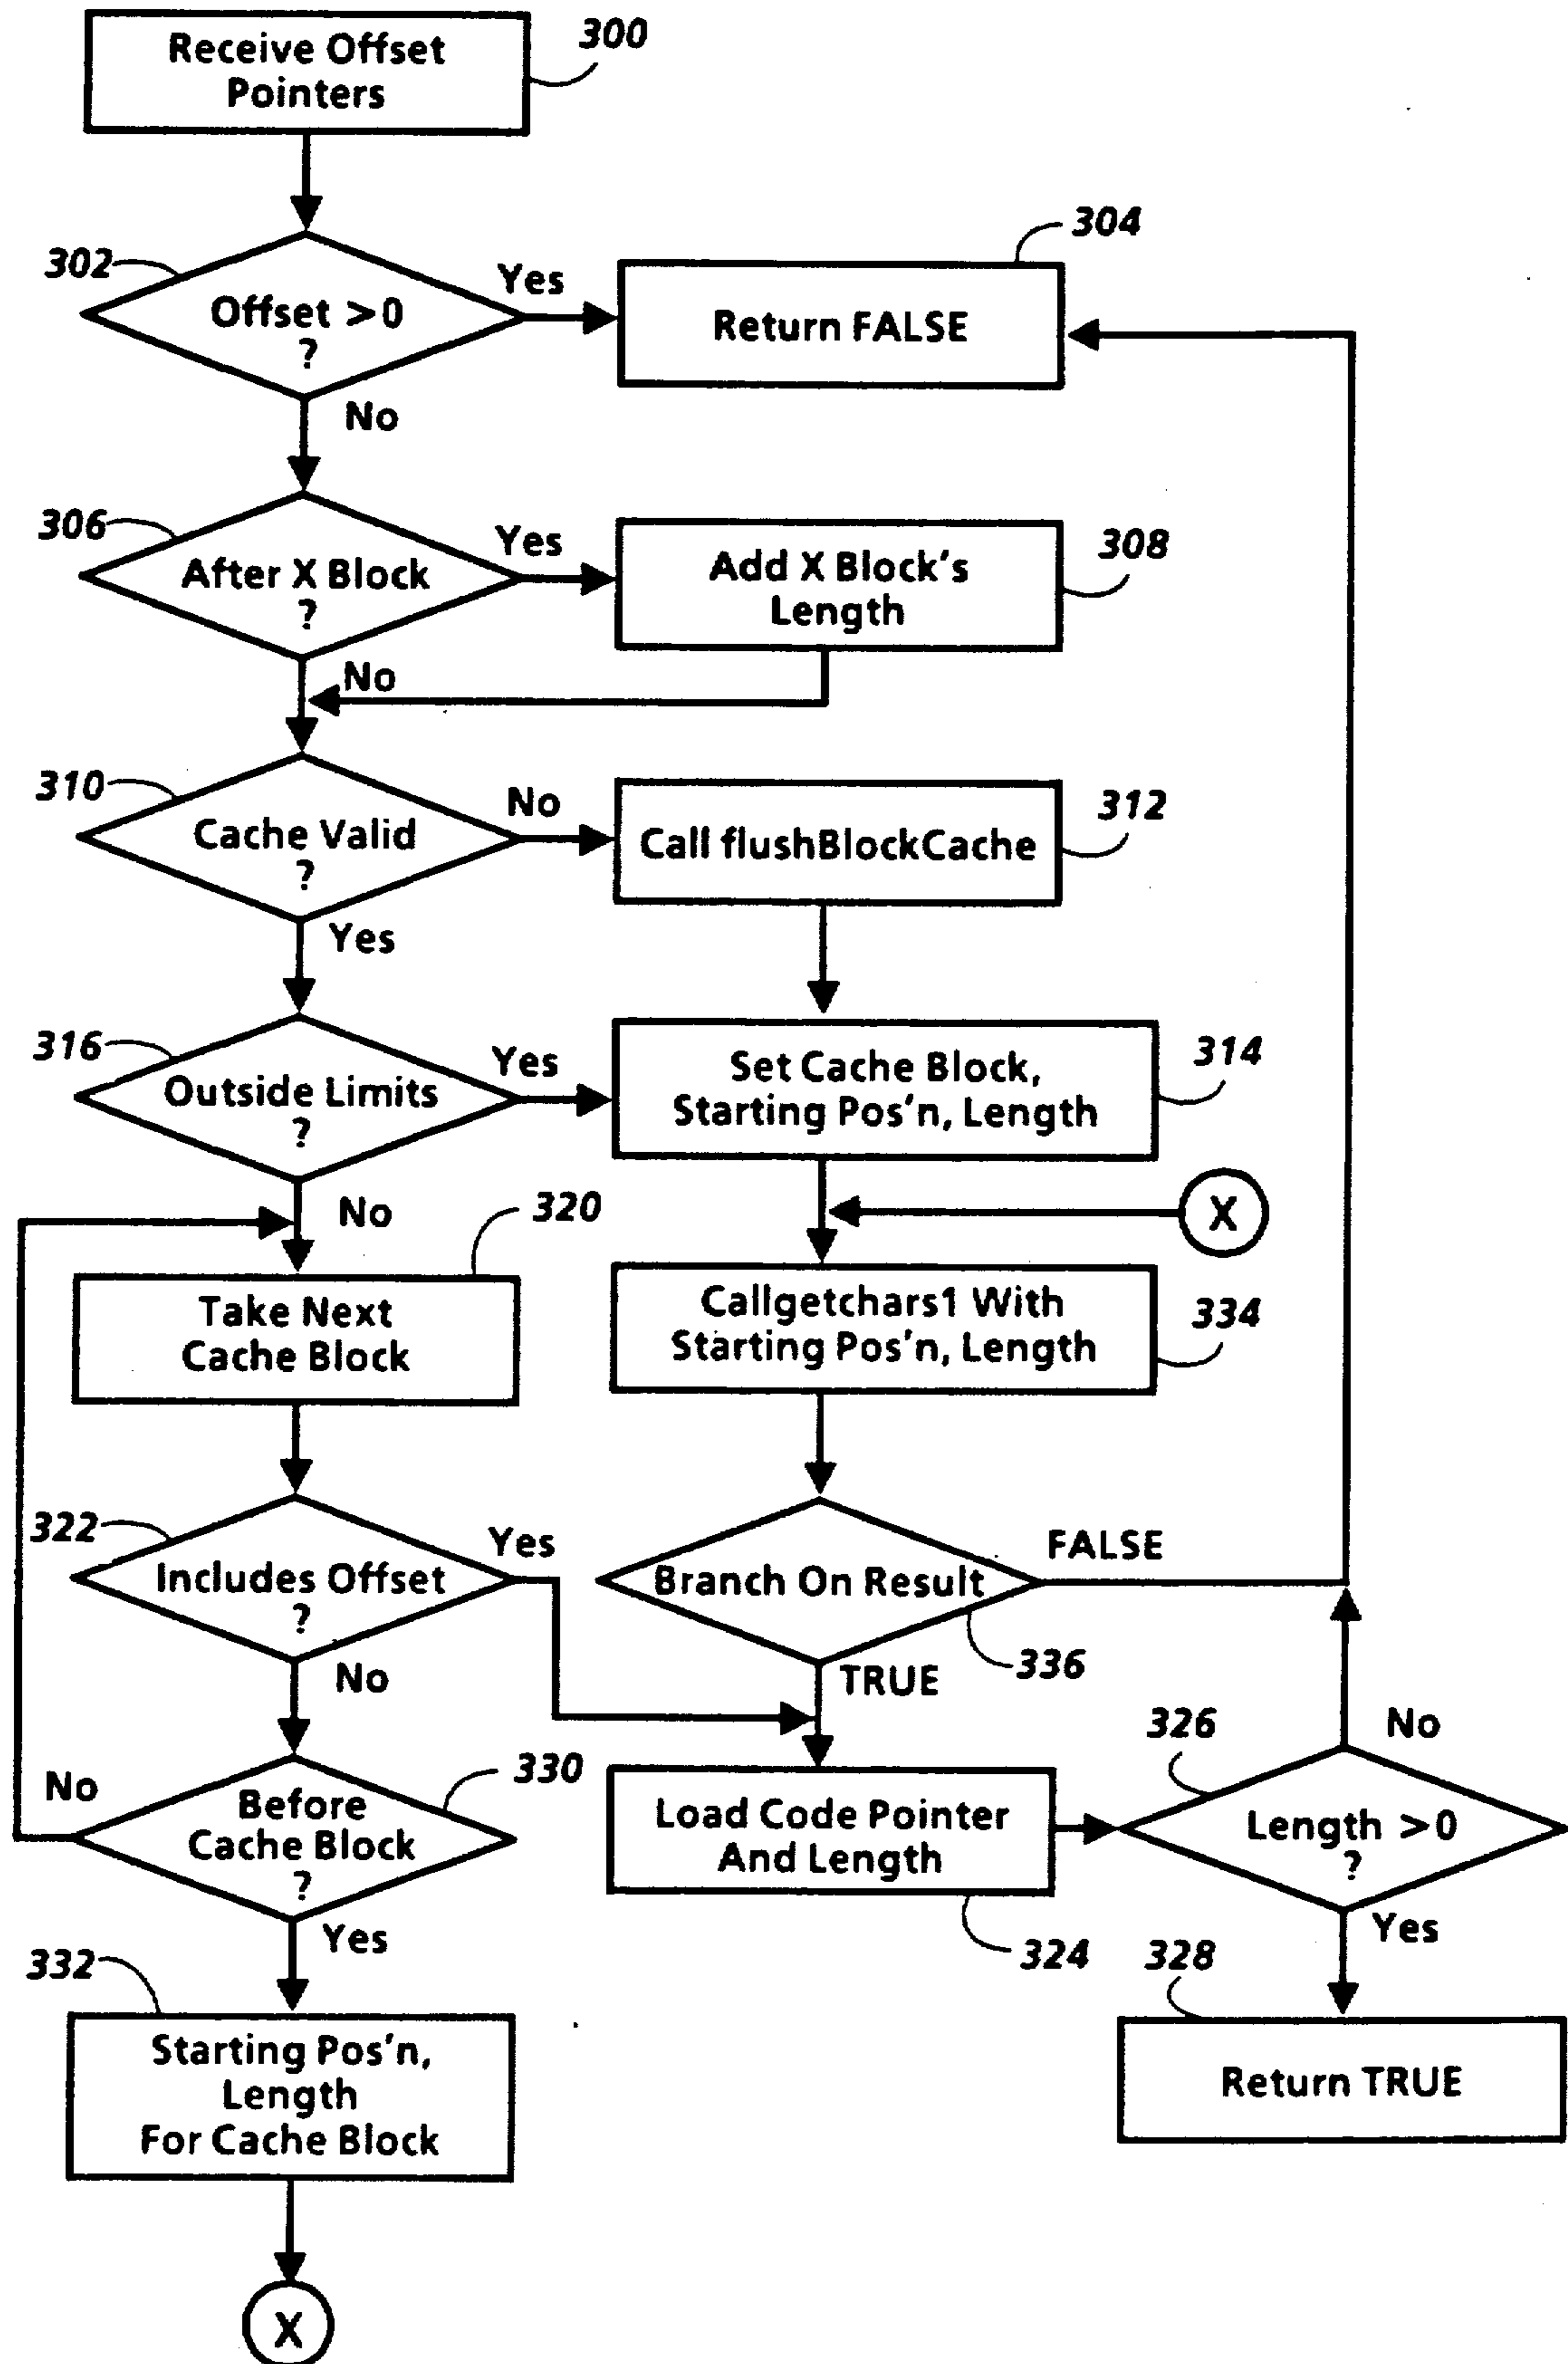 Receive Offset
Pointers
300
302
Offset >0
?
Yes
No
304
Return FALSE
306
After X Block
?
Yes
No
308
Add X Block's
Length
310
Cache Valid
?
No
Yes
312
Call flushBlockCache
316
Outside Limits
?
Yes
No
314
Set Cache Block,
Starting Pos'n, Length
X
320
Take Next
Cache Block
334
Callgetchars1 With
Starting Pos'n, Length
322
Includes Offset
?
Yes
No
Branch On Result
FALSE
TRUE
336
330
Before
Cache Block
?
No
Yes
Load Code Pointer
And Length
324
326
Length >0
?
No
Yes
332
Starting Pos'n,
Length
For Cache Block
328
Return TRUE
X